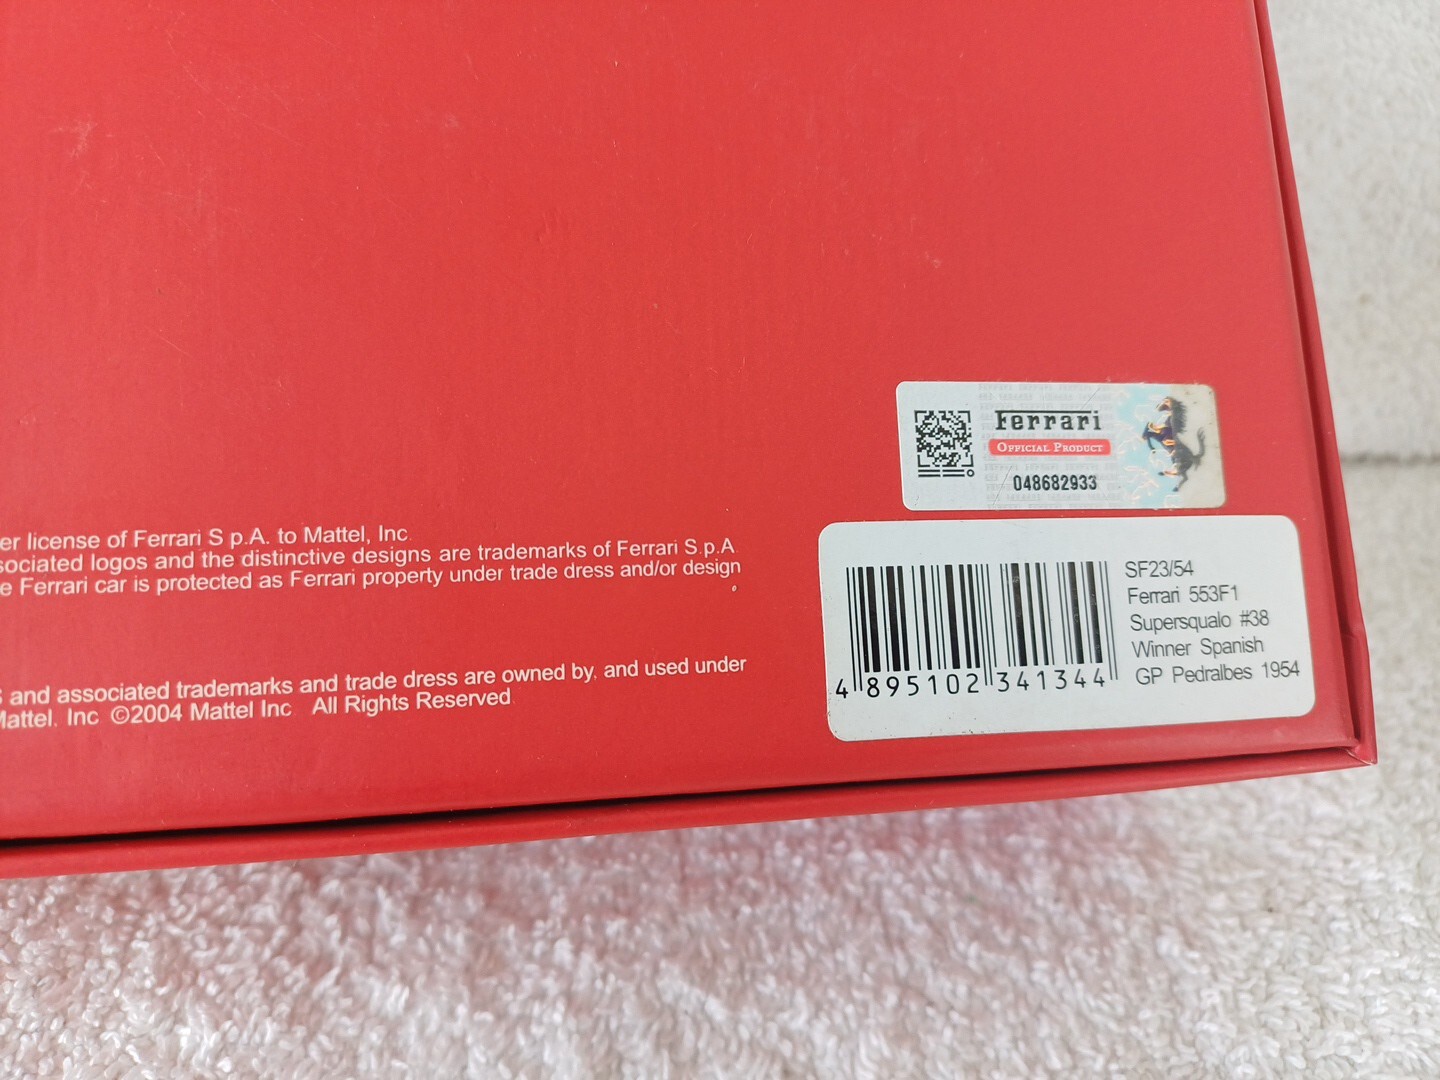 Ferrari
OFFICIAL PRODUCT
048682933
er license of Ferrari S.p.A. to Mattel, Inc.
sociated logos and the distinctive designs are trademarks of Ferrari S.p.A
e Ferrari car is protected as Ferrari property under trade dress and/or design
S and associated trademarks and trade dress are owned by, and used under
Mattel, Inc ©2004 Mattel Inc All Rights Reserved
4 895102 341344
SF23/54
Ferrari 553F1
Supersqualo #38
Winner Spanish
GP Pedralbes 1954